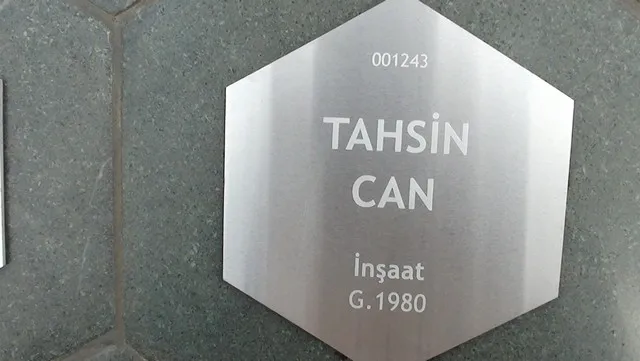 001243
TAHSİN
CAN
İnşaat
G.1980